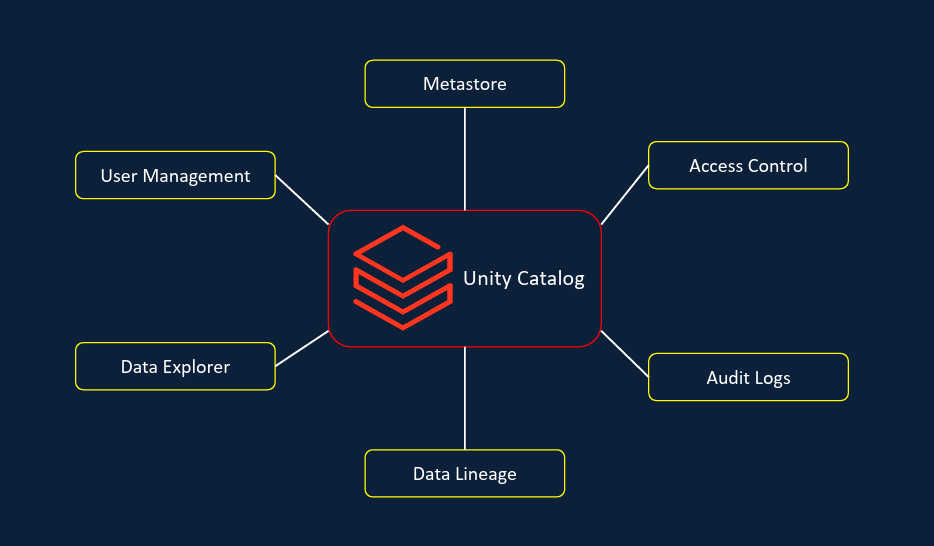 Metastore
User Management
Access Control
Unity Catalog
Data Explorer
Audit Logs
Data Lineage